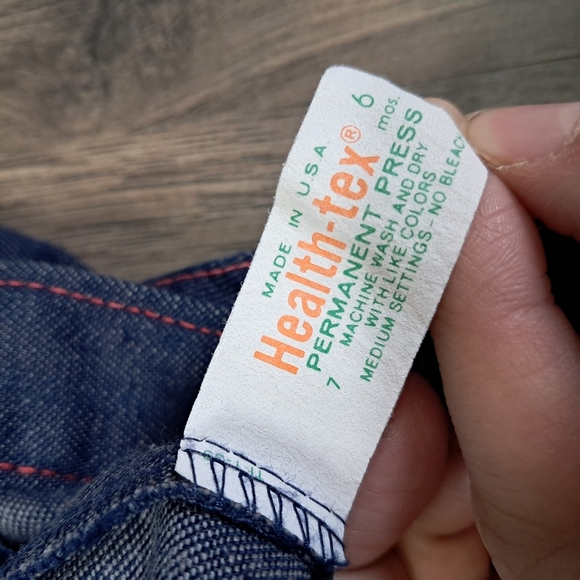 MADE IN U.S.A 6 mos.
Health-tex®
PERMANENT PRESS
7 MACHINE WASH AND DRY
WITH LIKE COLORS
MEDIUM SETTINGS-NO BLEACH